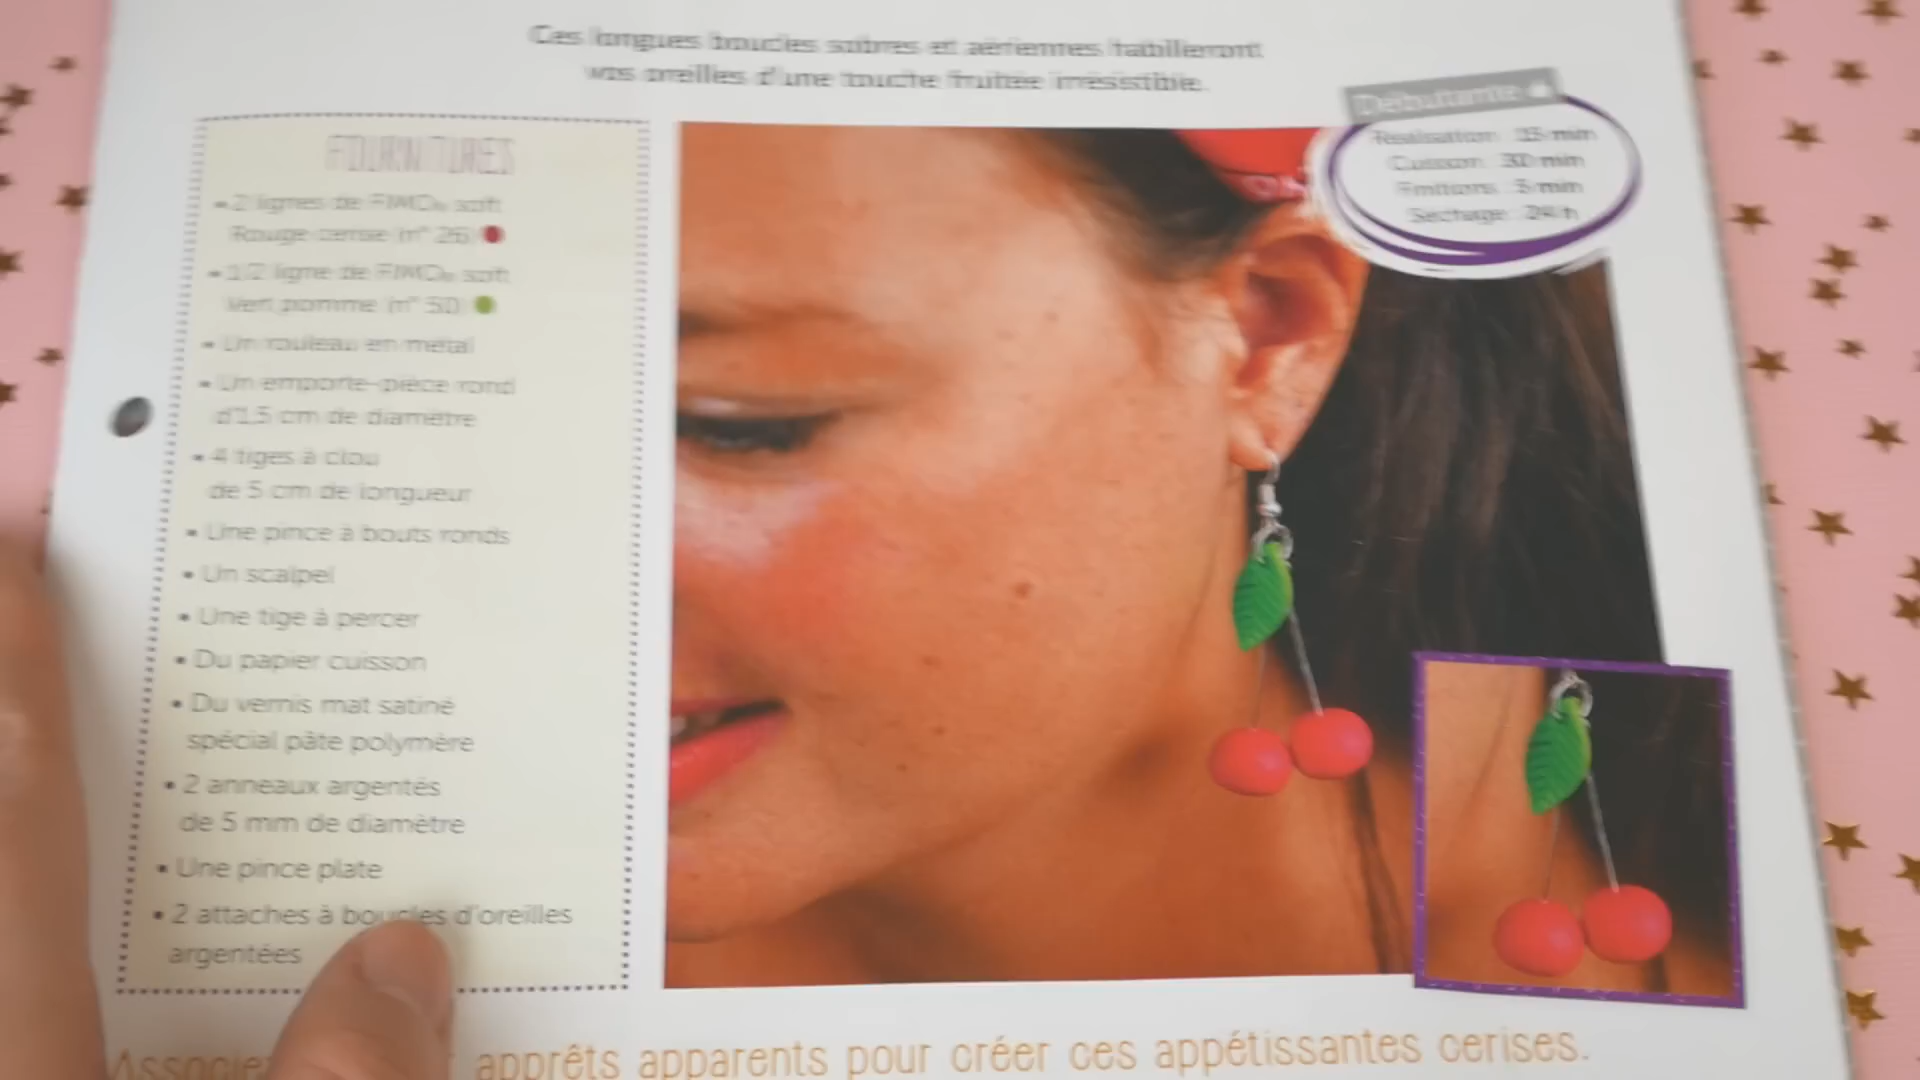 Ces longues boucles sobres et aériennes habilleront
vos oreilles d'une touche fruitée irrésistible.
Débutante
Réalisation : 15 min
Cuisson : 30 min
Finitions : 5 min
Séchage : 24 h
FOURNITURES
• 2 lignes de FIMO® soft
Rouge cerise (n° 26)
• 1/2 ligne de FIMO® soft
Vert pomme (n° 50)
• Un rouleau en métal
• Un emporte-pièce rond
d'1,5 cm de diamètre
• 4 tiges à clou
de 5 cm de longueur
• Une pince à bouts ronds
• Un scalpel
• Une tige à percer
• Du papier cuisson
• Du vernis mat satiné
spécial pâte polymère
• 2 anneaux argentés
de 5 mm de diamètre
• Une pince plate
• 2 attaches à boucles d'oreilles
argentées
apprêts apparents pour créer ces appétissantes cerises.